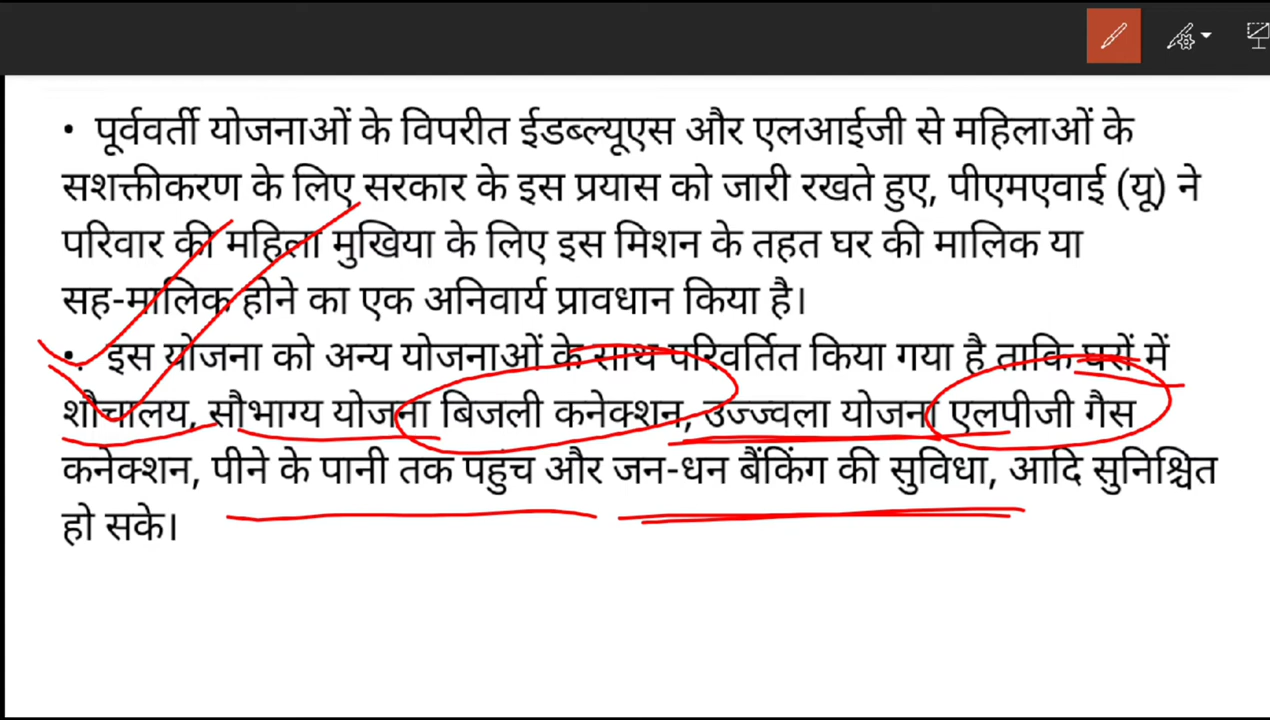 • पूर्ववर्ती योजनाओं के विपरीत ईडब्ल्यूएस और एलआईजी से महिलाओं के
सशक्तीकरण के लिए सरकार के इस प्रयास को जारी रखते हुए, पीएमएवाई (यू) ने
परिवार की महिला मुखिया के लिए इस मिशन के तहत घर की मालिक या
सह-मालिक होने का एक अनिवार्य प्रावधान किया है।
• इस योजना को अन्य योजनाओं के साथ परिवर्तित किया गया है ताकि घरों में
शौचालय, सौभाग्य योजना बिजली कनेक्शन, उज्ज्वला योजना एलपीजी गैस
कनेक्शन, पीने के पानी तक पहुच और जन-धन बैंकिंग की सुविधा, आदि सुनिश्चित
हो सके।